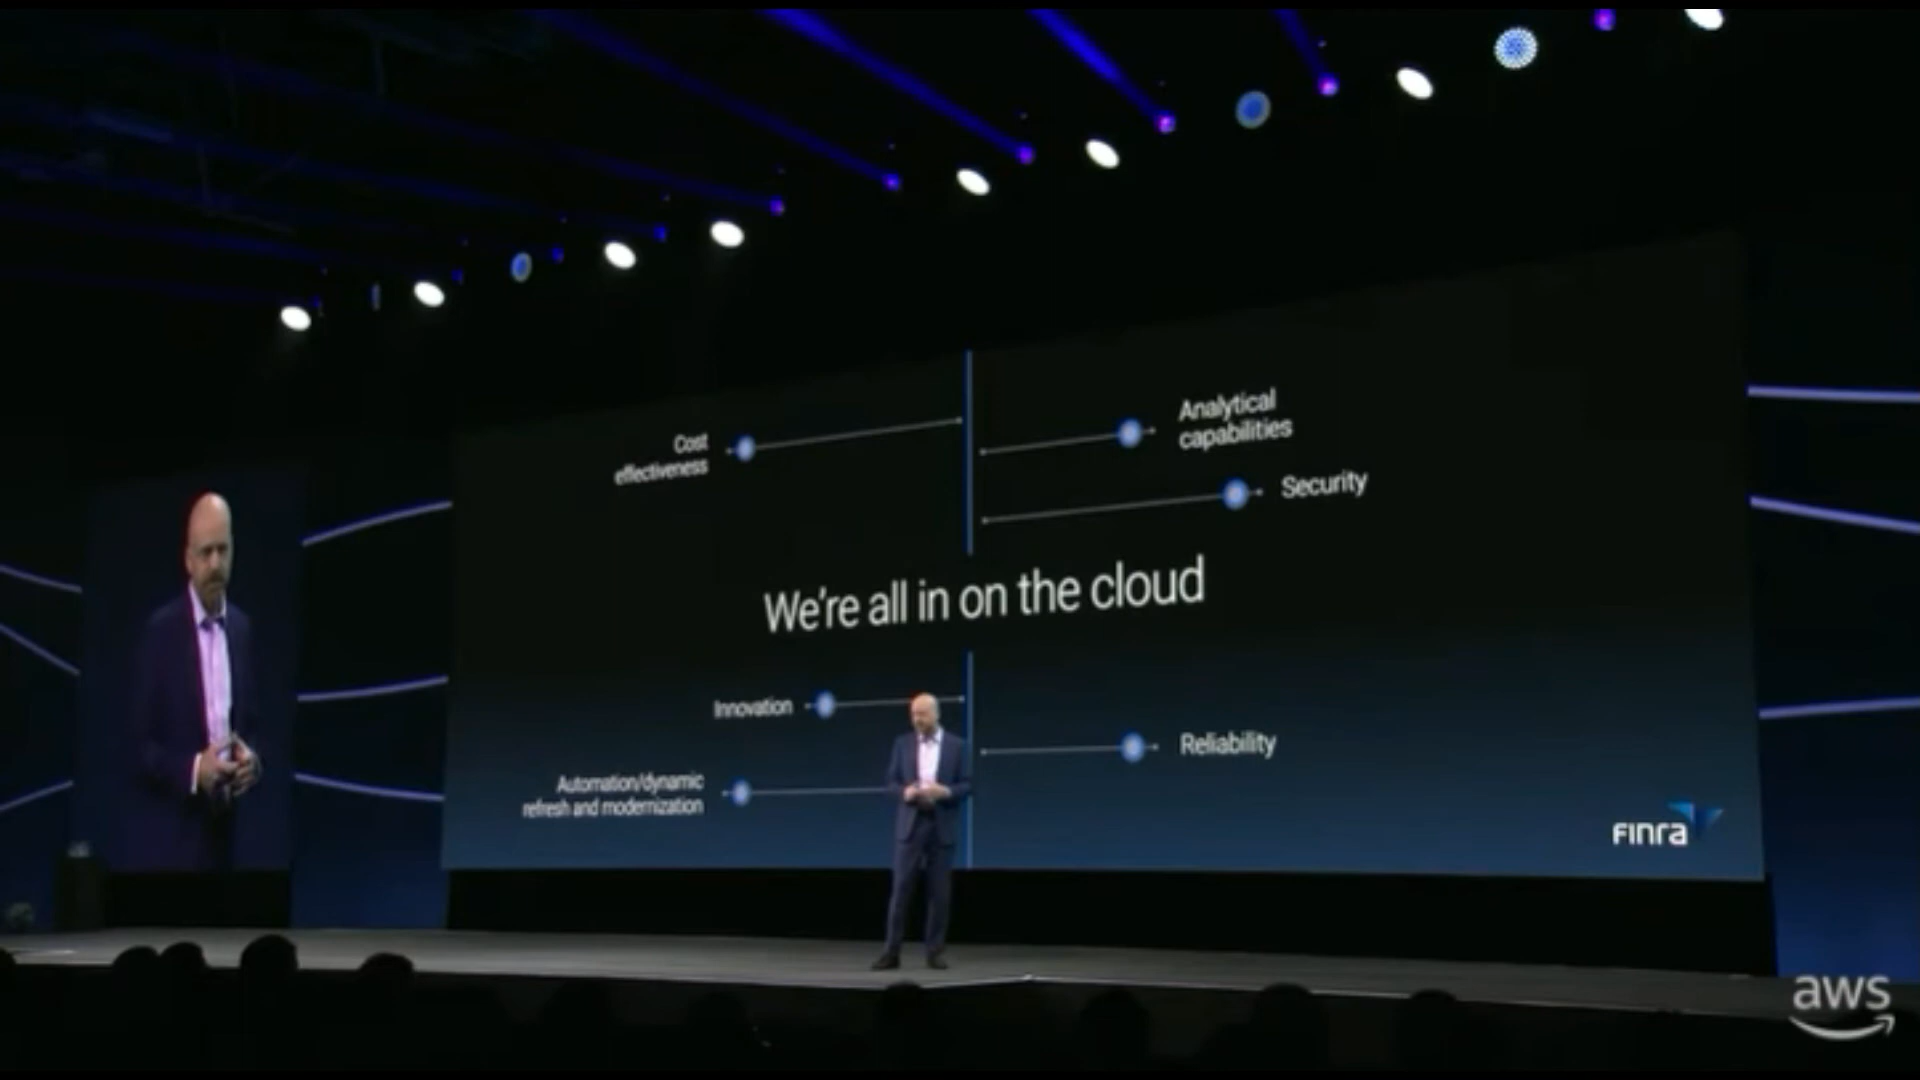 Cost
effectiveness
Analytical
capabilities
Security
We're all in on the cloud
Innovation
Automation/dynamic
refresh and modernization
Reliability
FINRA
aws